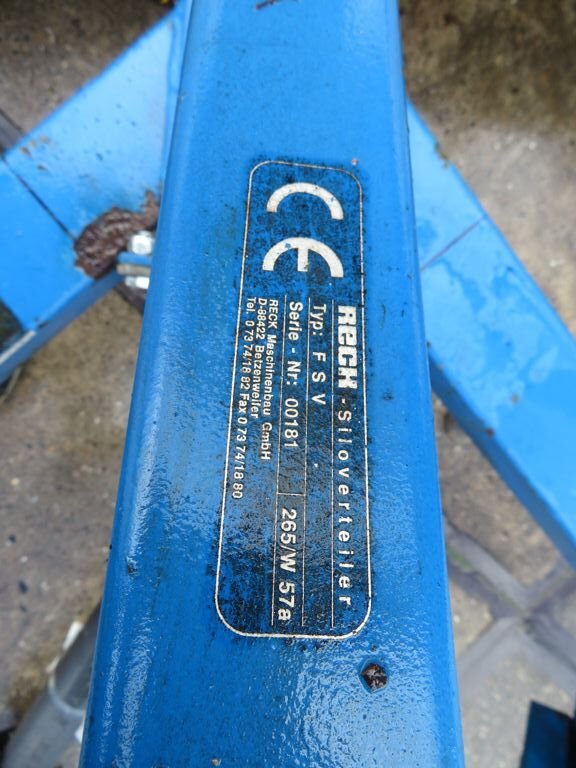 CE
RECK - Siloverteiler
Typ: F S V
Serie - Nr: 00181 265/W 57a
RECK Maschinenbau GmbH
D-88422 Betzenweiler
Tel. 0 73 74/18 82 Fax 0 73 74/18 80